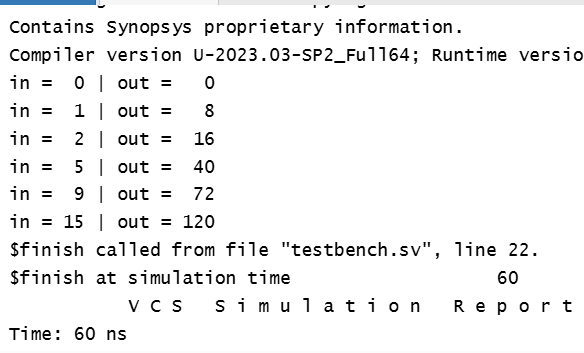 Contains Synopsys proprietary information.
Compiler version U-2023.03-SP2_Full64; Runtime versio
in =  0 | out =   0
in =  1 | out =   8
in =  2 | out =  16
in =  5 | out =  40
in =  9 | out =  72
in = 15 | out = 120
$finish called from file "testbench.sv", line 22.
$finish at simulation time                   60
           V C S   S i m u l a t i o n   R e p o r t
Time: 60 ns